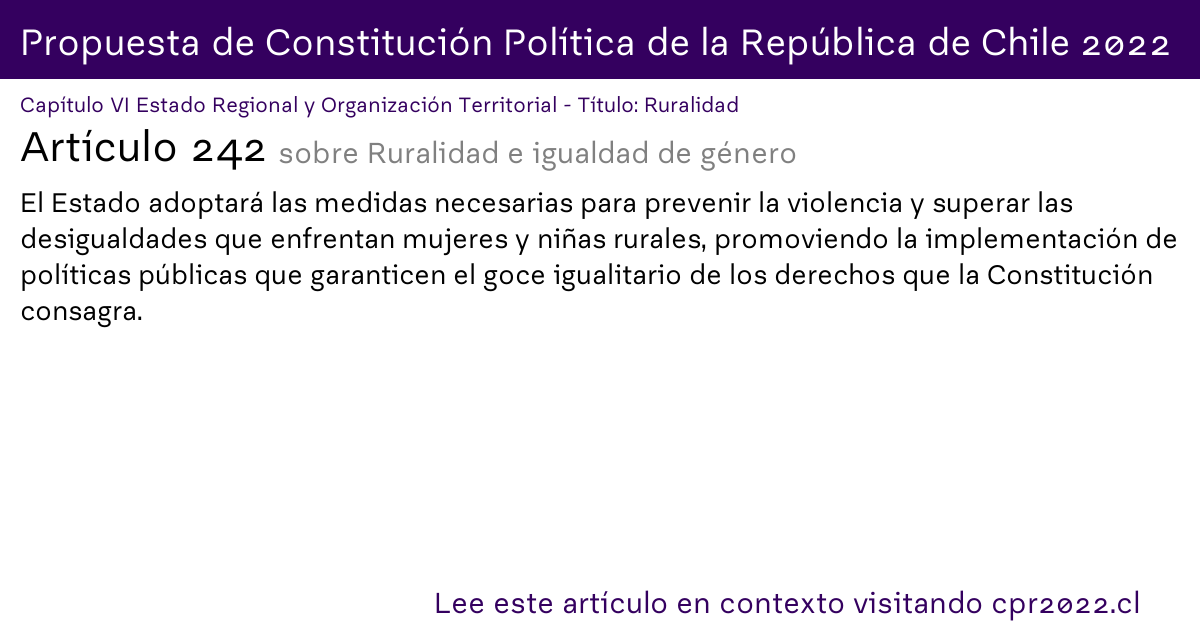 Propuesta de Constitución Política de la República de Chile 2022
Capítulo VI Estado Regional y Organización Territorial - Título: Ruralidad
Artículo 242 sobre Ruralidad e igualdad de género
El Estado adoptará las medidas necesarias para prevenir la violencia y superar las
desigualdades que enfrentan mujeres y niñas rurales, promoviendo la implementación de
políticas públicas que garanticen el goce igualitario de los derechos que la Constitución
consagra.
Lee este artículo en contexto visitando cpr2022.cl